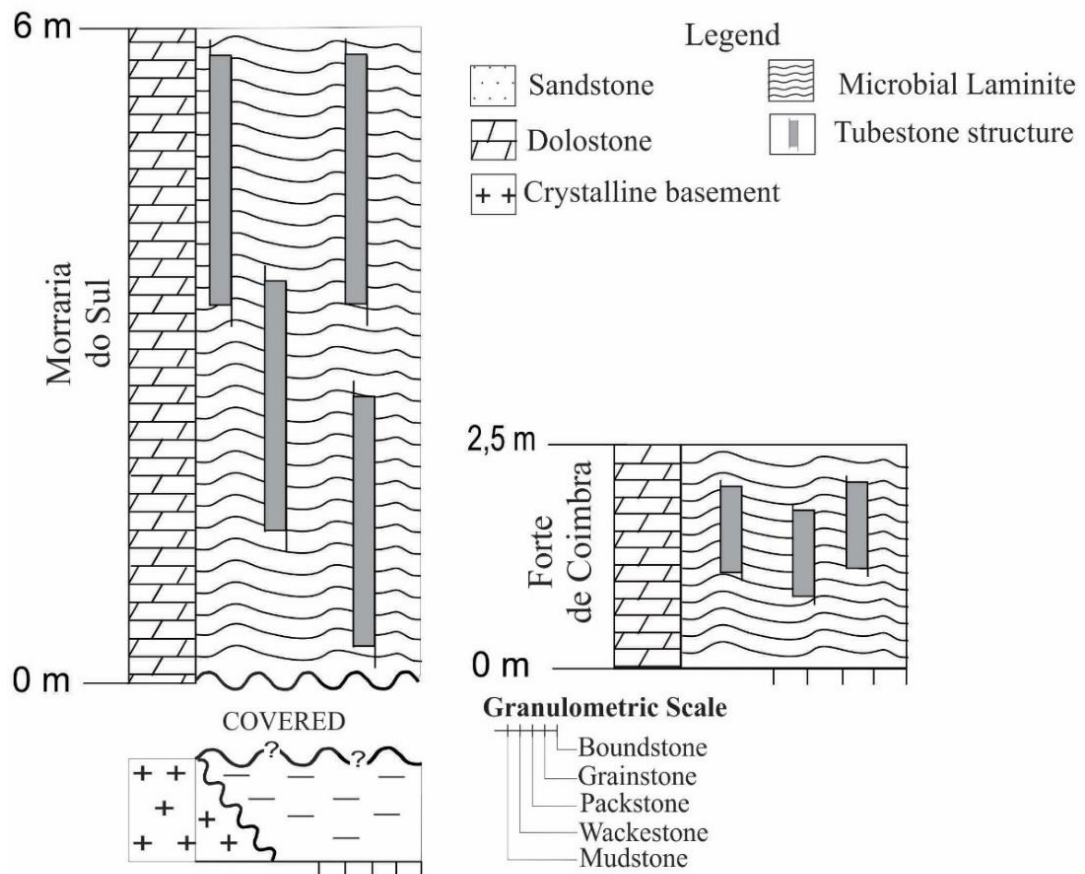 6 m
Morraria
do Sul
0 m
COVERED
? ?
Legend
Sandstone
Dolostone
Crystalline basement
Microbial Laminite
Tubestone structure
2,5 m
Forte
de Coimbra
0 m
Granulometric Scale
Boundstone
Grainstone
Packstone
Wackestone
Mudstone